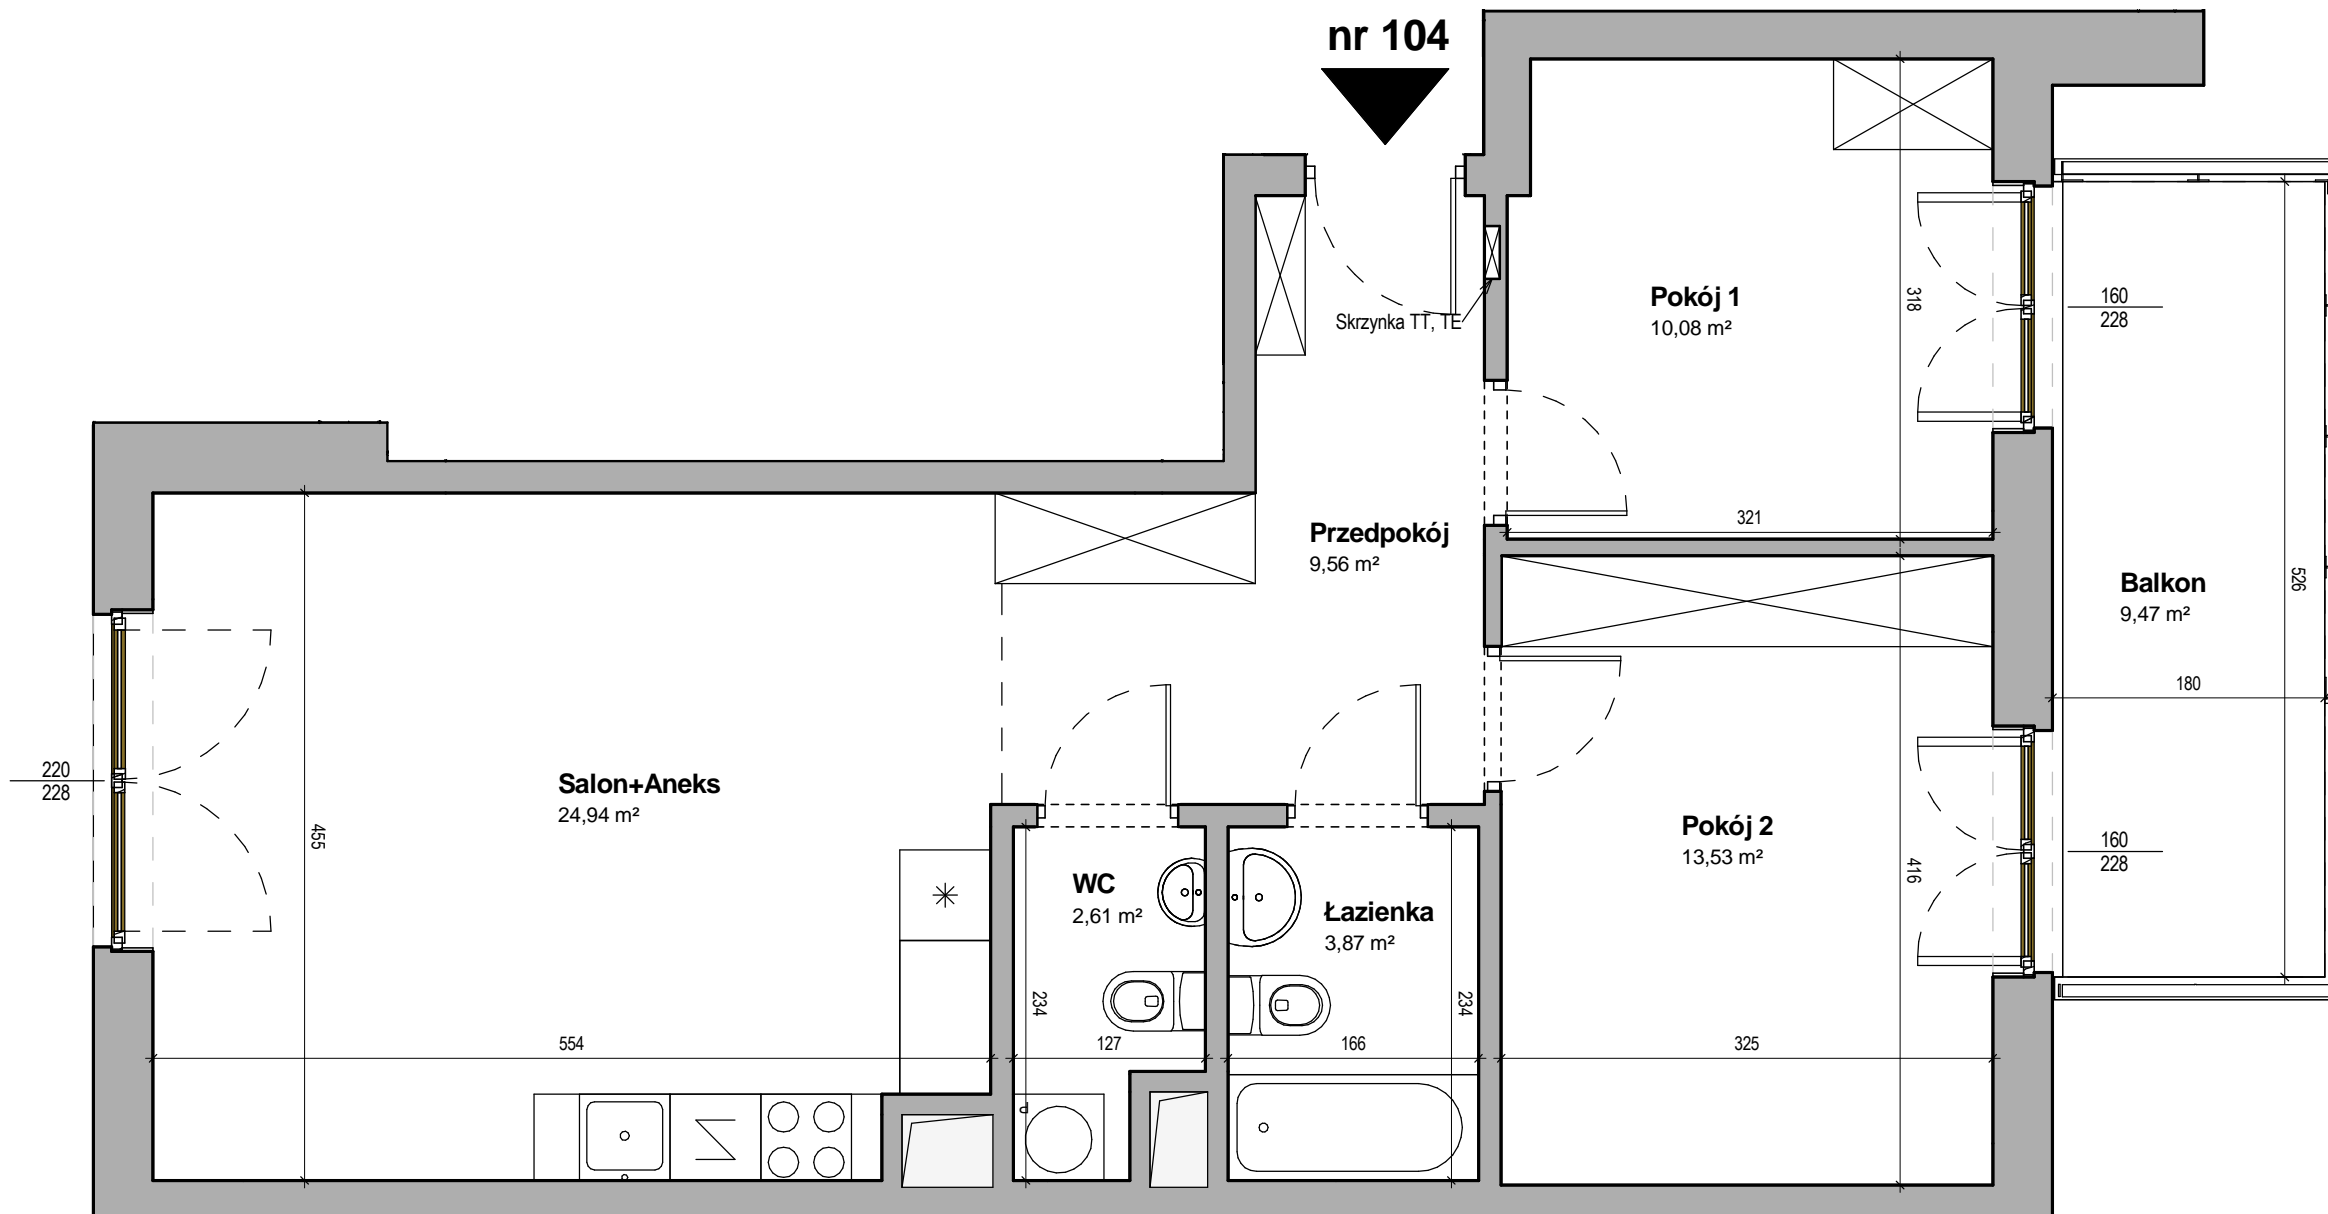 nr 104
Skrzynka TT, TE
Pokój 1
10,08 m²
318
160
228
321
Przedpokój
9,56 m²
Balkon
9,47 m²
526
180
220
228
Salon+Aneks
24,94 m²
455
Pokój 2
13,53 m²
160
228
416
WC
2,61 m²
Łazienka
3,87 m²
234
234
554
127
166
325